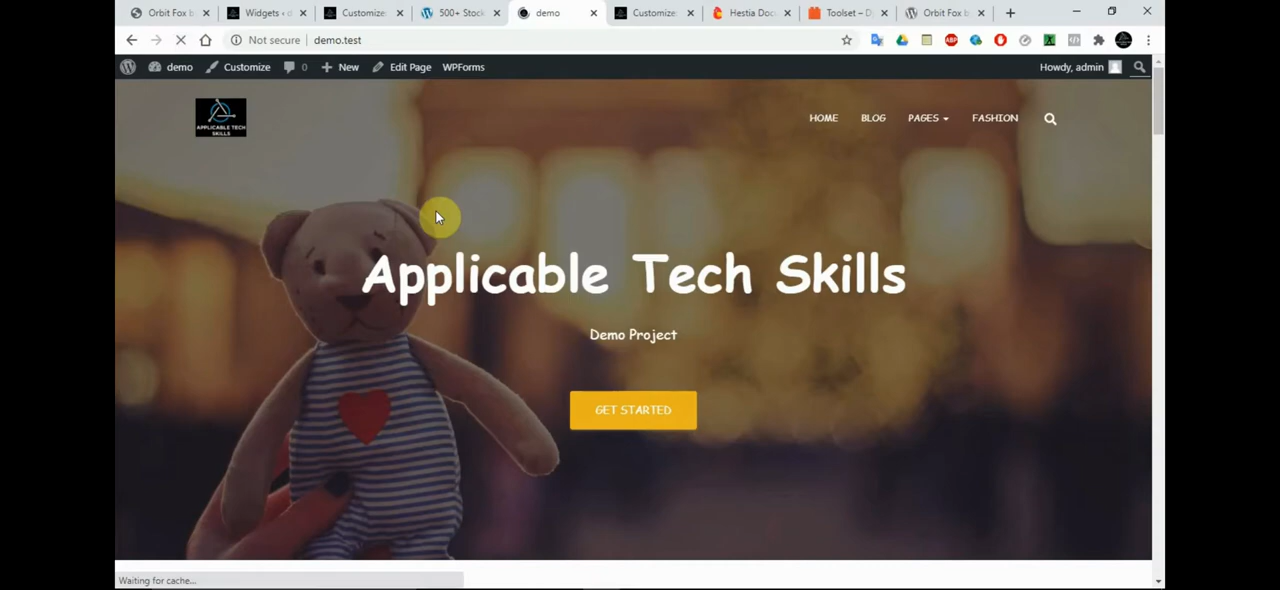 Orbit Fox b
Widgets < d
Customize:
500+ Stock
demo
Customize:
Hestia Docu
Toolset – D
Orbit Fox b
Not secure
demo.test
ABP
demo
Customize
0
New
Edit Page
WPForms
Howdy, admin
APPLICABLE TECH
SKILLS
HOME
BLOG
PAGES
FASHION
Applicable Tech Skills
Demo Project
GET STARTED
Waiting for cache...